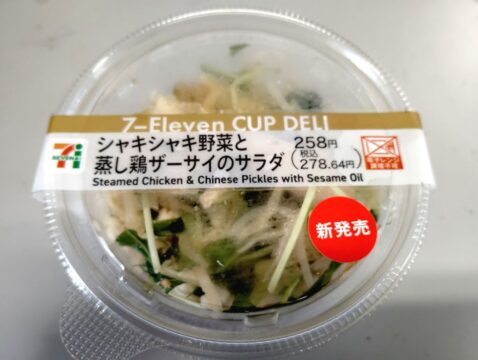 7-Eleven CUP DELI
シャキシャキ野菜と
蒸し鶏ザーサイのサラダ
258円
税込
(278.64円)
Steamed Chicken & Chinese Pickles with Sesame Oil
7
ELEVEN
新発売